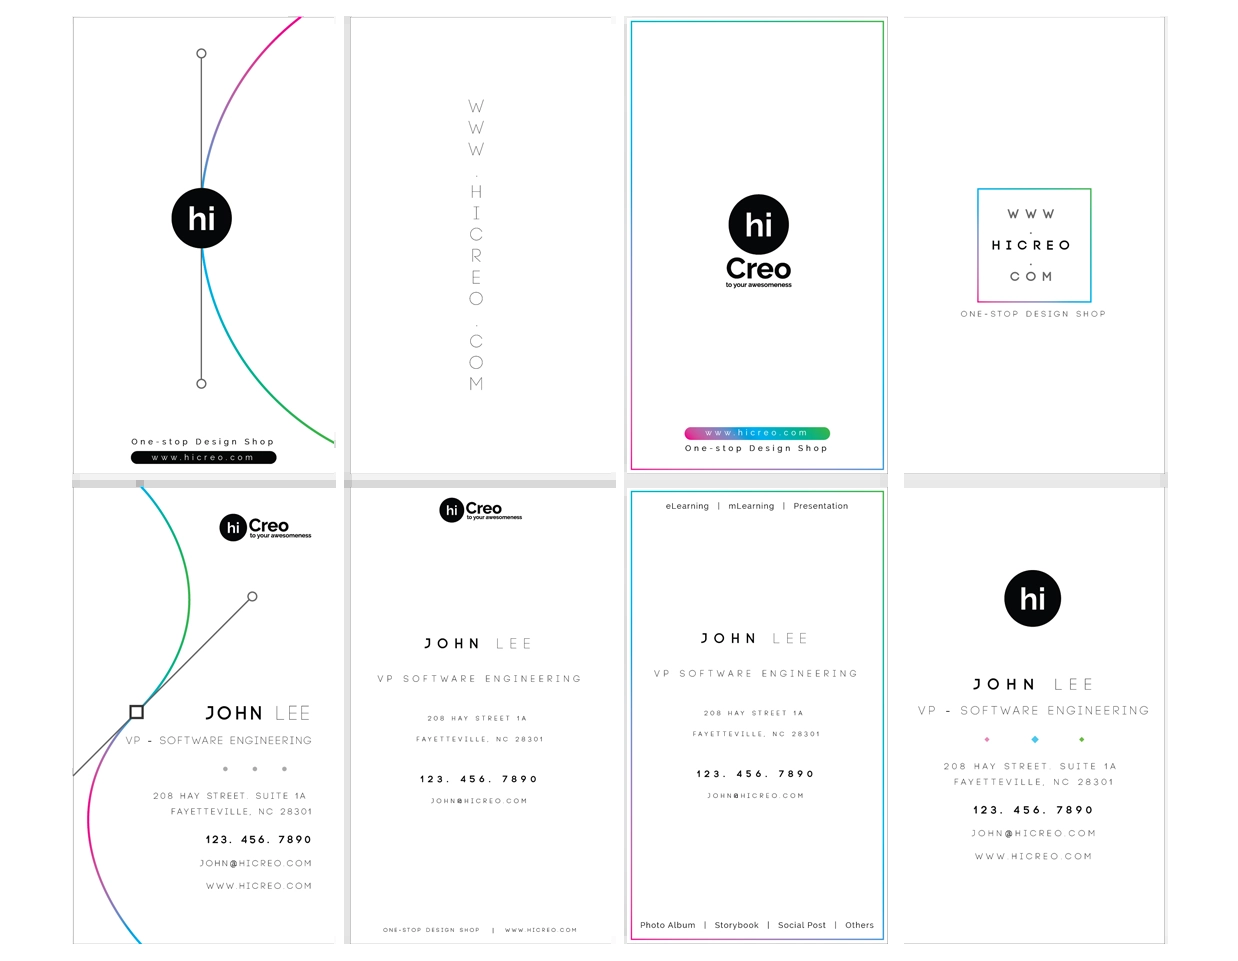 hi
One-stop Design Shop
www.hicreo.com
WWW.HICREO.COM
hi
Creo
to your awesomeness
www.hicreo.com
One-stop Design Shop
WWW
.
HICREO
.
COM
ONE-STOP DESIGN SHOP
hi Creo
to your awesomeness
JOHN LEE
VP - SOFTWARE ENGINEERING
208 HAY STREET. SUITE 1A
FAYETTEVILLE, NC 28301
123. 456. 7890
JOHN@HICREO.COM
WWW.HICREO.COM
hi Creo
to your awesomeness
JOHN LEE
VP SOFTWARE ENGINEERING
208 HAY STREET 1A
FAYETTEVILLE, NC 28301
123. 456. 7890
JOHN@HICREO.COM
ONE-STOP DESIGN SHOP | WWW.HICREO.COM
eLearning | mLearning | Presentation
JOHN LEE
VP SOFTWARE ENGINEERING
208 HAY STREET 1A
FAYETTEVILLE, NC 28301
123. 456. 7890
JOHN@HICREO.COM
Photo Album | Storybook | Social Post | Others
hi
JOHN LEE
VP - SOFTWARE ENGINEERING
208 HAY STREET. SUITE 1A
FAYETTEVILLE, NC 28301
123. 456. 7890
JOHN@HICREO.COM
WWW.HICREO.COM